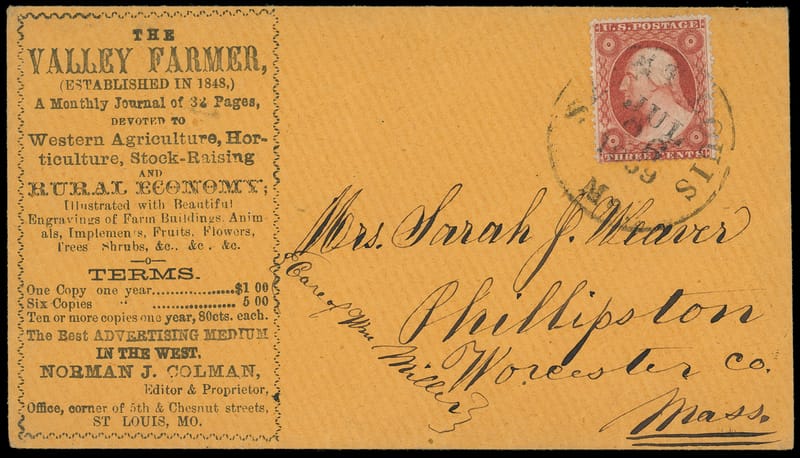 THE
VALLEY FARMER,
(ESTABLISHED IN 1848,)
A Monthly Journal of 32 Pages,
DEVOTED TO
Western Agriculture, Hor-
ticulture, Stock-Raising
AND
RURAL ECONOMY;
Illustrated with Beautiful
Engravings of Farm Buildings. Anim
als, Implements, Fruits, Flowers,
Trees Shrubs, &c., &c., &c.
TERMS.
One Copy one year..............$1 00
Six Copies " .................. 5 00
Ten or more copies one year, 80cts. each.
The Best ADVERTISING MEDIUM
IN THE WEST.
NORMAN J. COLMAN,
Editor & Proprietor,
Office, corner of 5th & Chesnut streets,
ST LOUIS, MO.
U.S. POSTAGE
THREE CENTS
JUL
LOUIS
Mrs. Sarah J. Weaver
Care of Wm Miller
Phillipston
Worcester Co.
Mass.